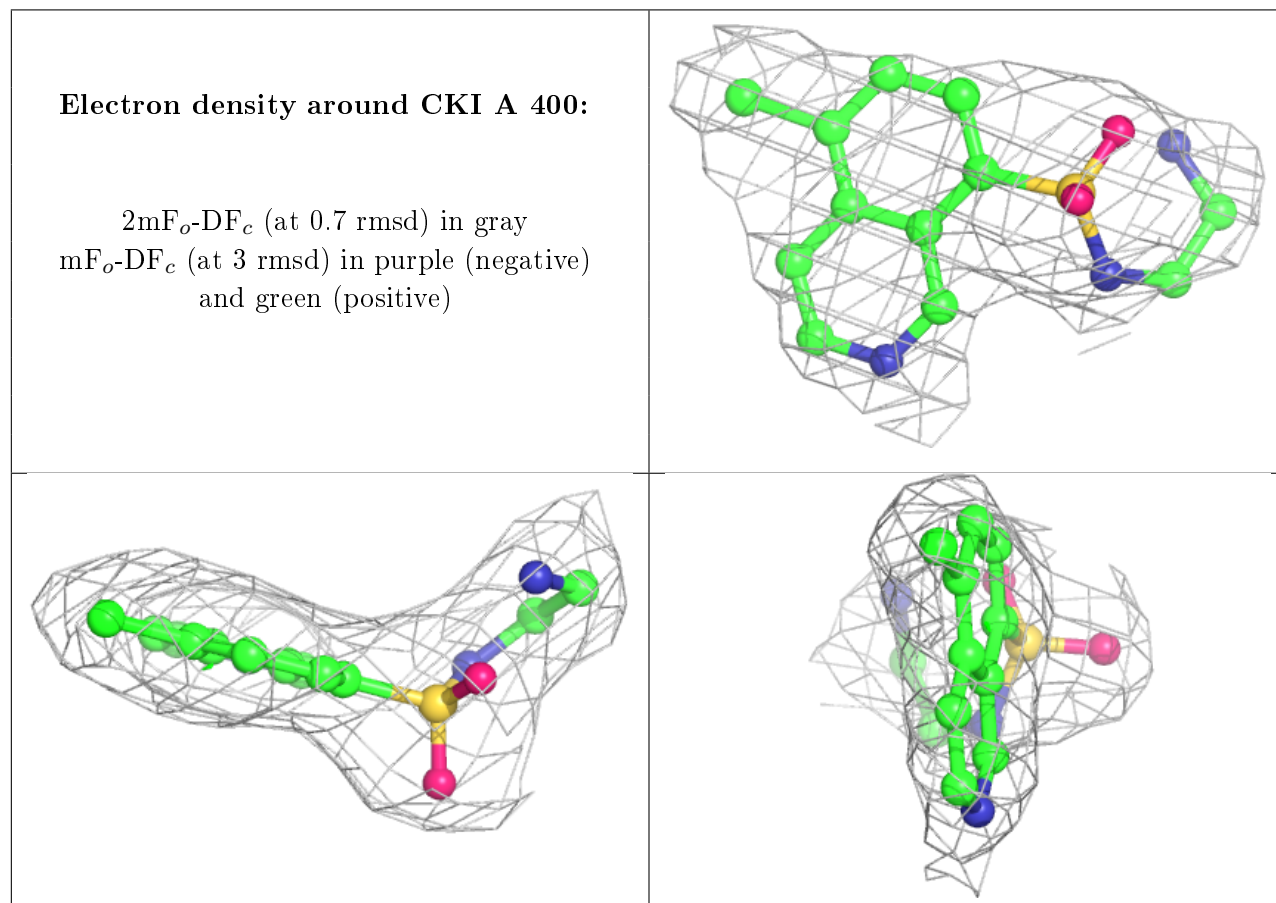 Electron density around CKI A 400:
2mFₒ-DF𝒸 (at 0.7 rmsd) in gray
mFₒ-DF𝒸 (at 3 rmsd) in purple (negative)
and green (positive)